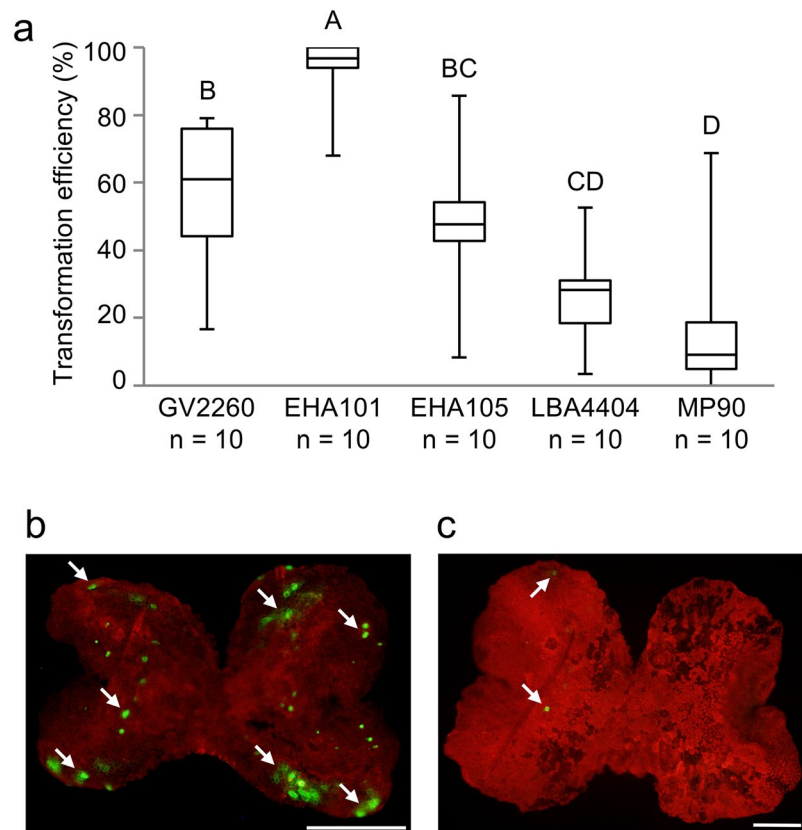 a
Transformation efficiency (%)
100
80
60
40
20
0
B
A
BC
CD
D
GV2260 EHA101 EHA105 LBA4404 MP90
n = 10 n = 10 n = 10 n = 10 n = 10
b
c